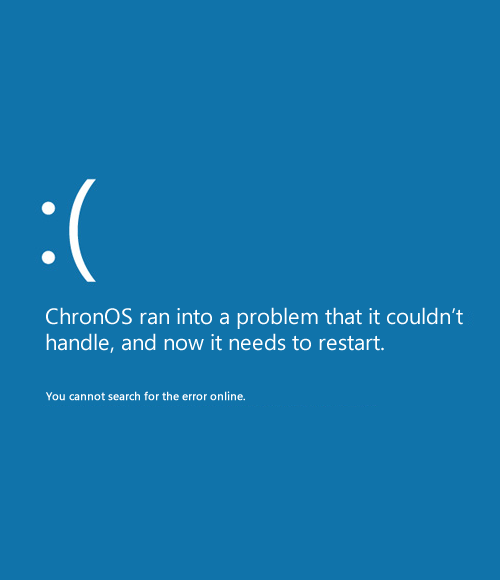 :(
ChronOS ran into a problem that it couldn’t
handle, and now it needs to restart.
You cannot search for the error online.